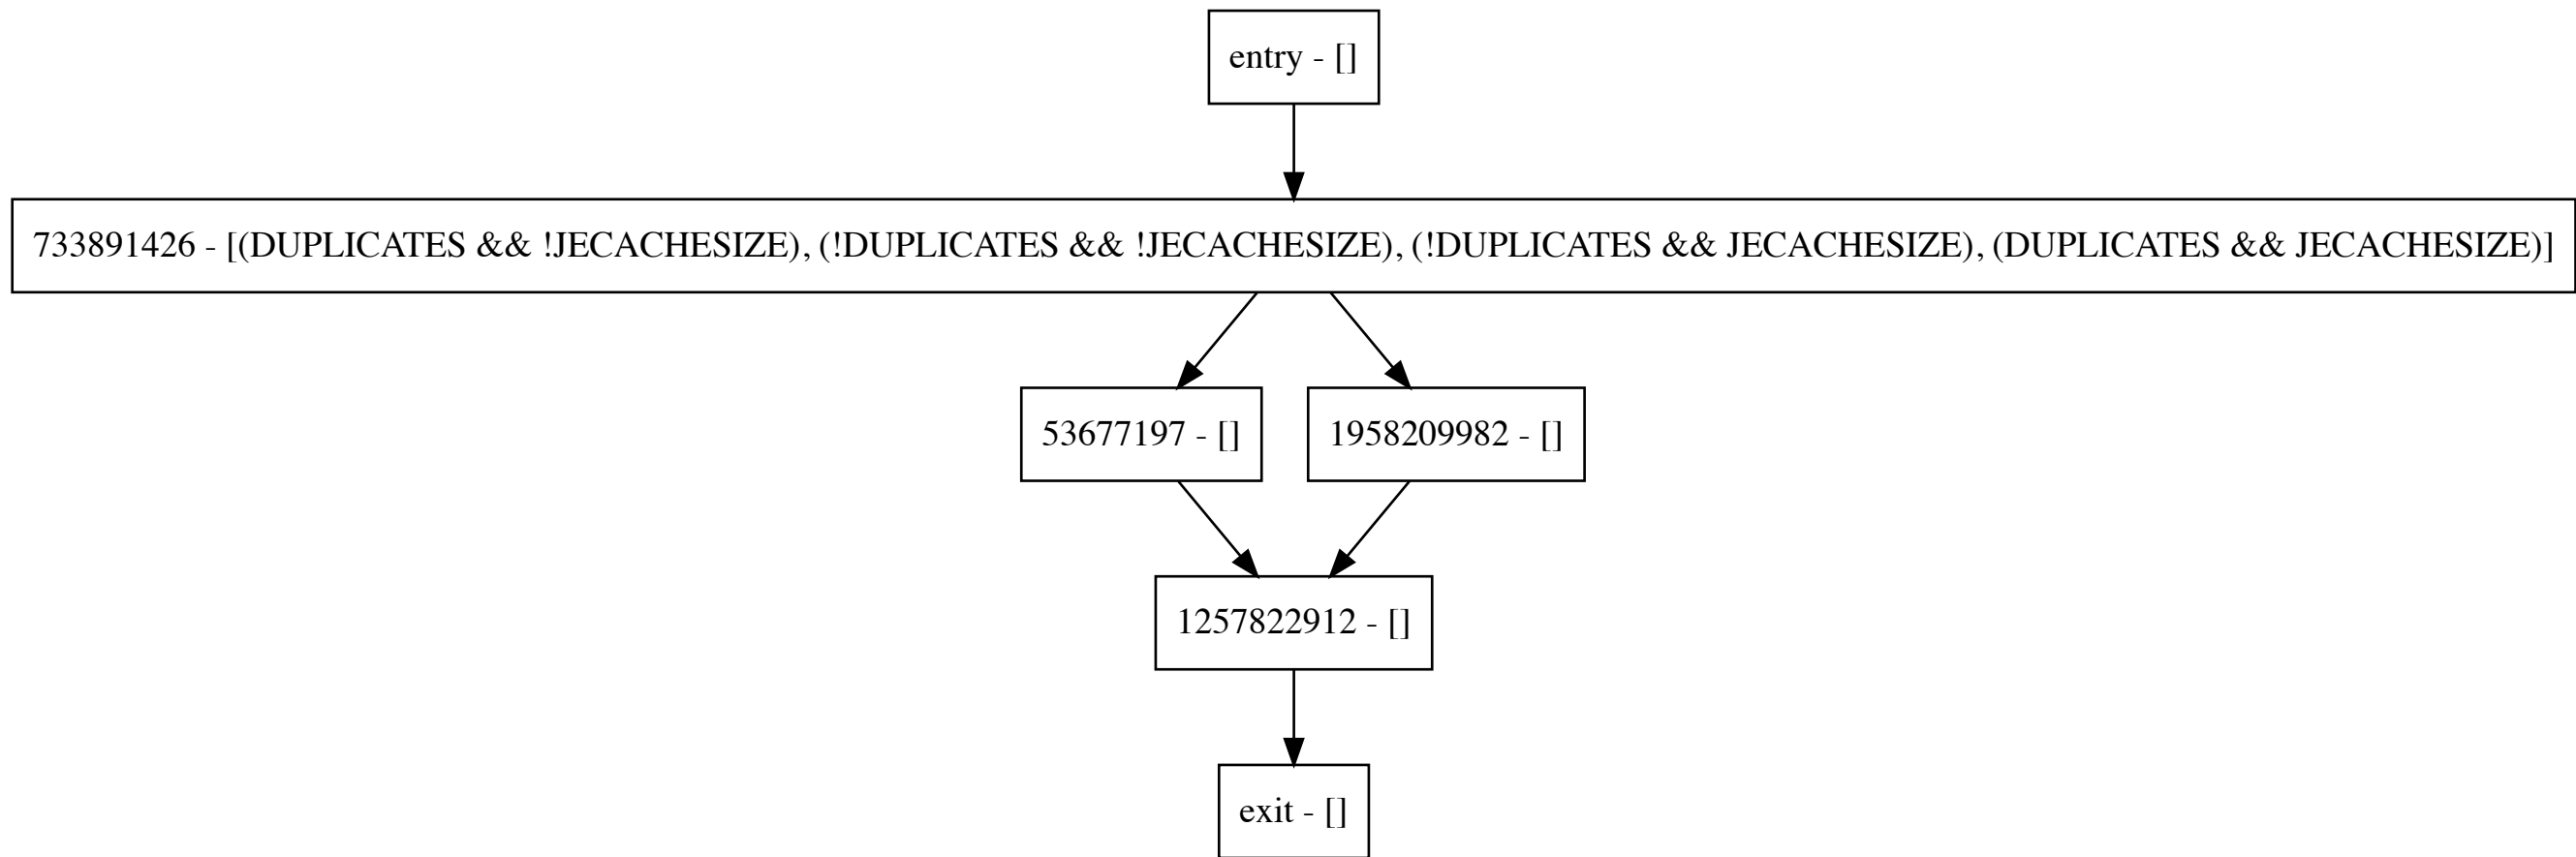 entry - []
733891426 - [(DUPLICATES && !JECACHESIZE), (!DUPLICATES && !JECACHESIZE), (!DUPLICATES && JECACHESIZE), (DUPLICATES && JECACHESIZE)]
53677197 - []
1958209982 - []
1257822912 - []
exit - []